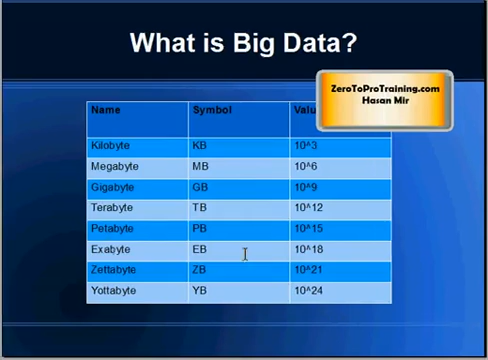 What is Big Data?
ZeroToProTraining.com
Hasan Mir
Name Symbol
Kilobyte KB 10^3
Megabyte MB 10^6
Gigabyte GB 10^9
Terabyte TB 10^12
Petabyte PB 10^15
Exabyte EB 10^18
Zettabyte ZB 10^21
Yottabyte YB 10^24